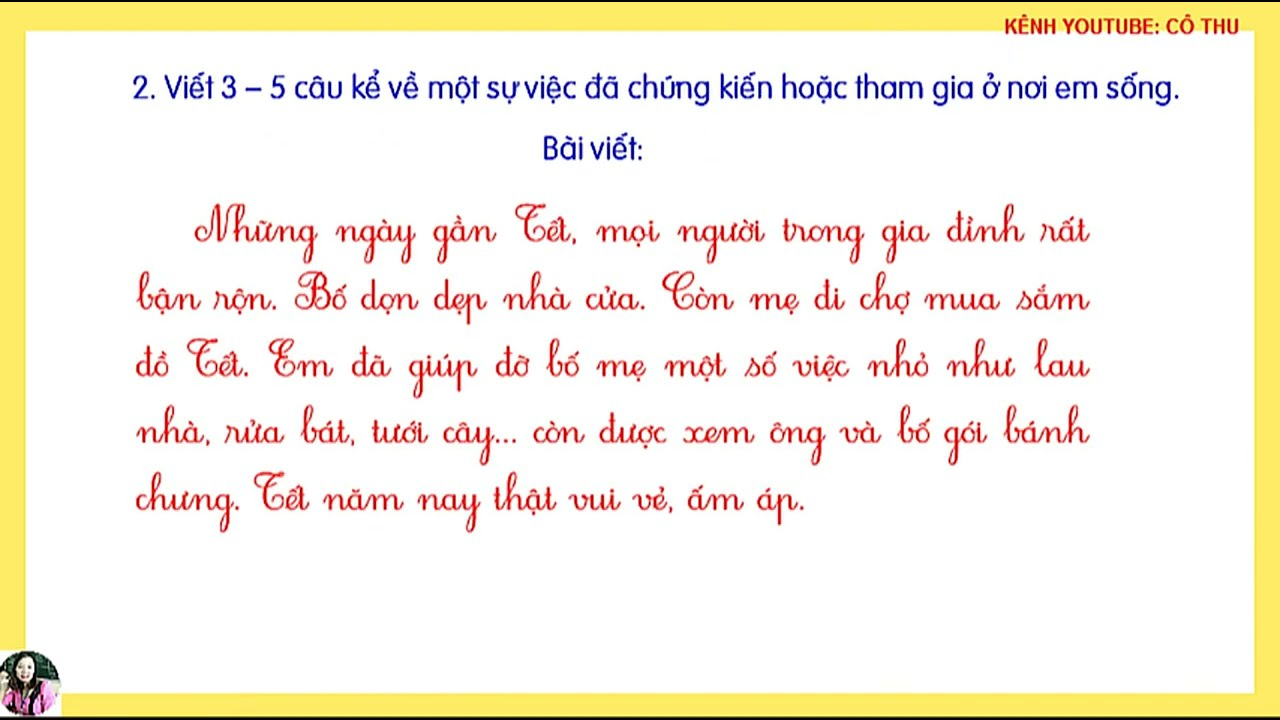 KÊNH YOUTUBE: CÔ THU
2. Viết 3 – 5 câu kể về một sự việc đã chứng kiến hoặc tham gia ở nơi em sống.
Bài viết:
Những ngày gần Tết, mọi người trong gia đình rất
bận rộn. Bố dọn dẹp nhà cửa. Còn mẹ đi chợ mua sắm
đồ Tết. Em đã giúp đỡ bố mẹ một số việc nhỏ như lau
nhà, rửa bát, tưới cây... còn được xem ông và bố gói bánh
chưng. Tết năm nay thật vui vẻ, ấm áp.